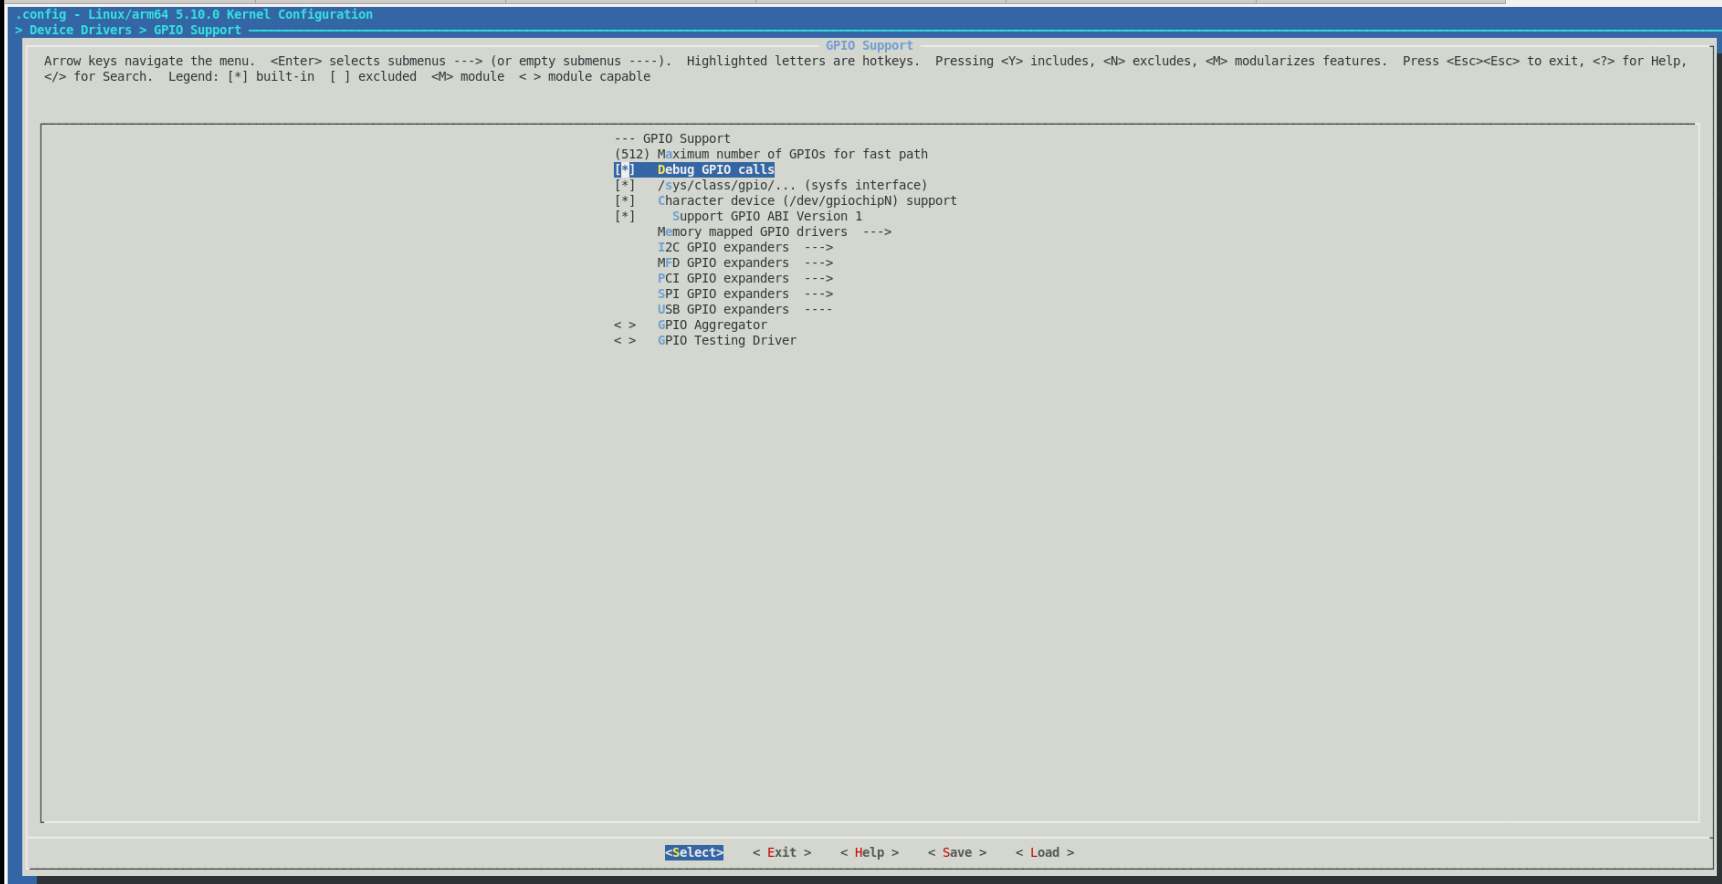 .config - Linux/arm64 5.10.0 Kernel Configuration
> Device Drivers > GPIO Support
GPIO Support
Arrow keys navigate the menu.  <Enter> selects submenus ---> (or empty submenus ----).  Highlighted letters are hotkeys.  Pressing <Y> includes, <N> excludes, <M> modularizes features.  Press <Esc><Esc> to exit, <?> for Help,
</> for Search.  Legend: [*] built-in  [ ] excluded  <M> module  < > module capable
--- GPIO Support
(512) Maximum number of GPIOs for fast path
[*]   Debug GPIO calls
[*]   /sys/class/gpio/... (sysfs interface)
[*]   Character device (/dev/gpiochipN) support
[*]     Support GPIO ABI Version 1
Memory mapped GPIO drivers  --->
I2C GPIO expanders  --->
MFD GPIO expanders  --->
PCI GPIO expanders  --->
SPI GPIO expanders  --->
USB GPIO expanders  ----
< >   GPIO Aggregator
< >   GPIO Testing Driver
<Select>    < Exit >    < Help >    < Save >    < Load >